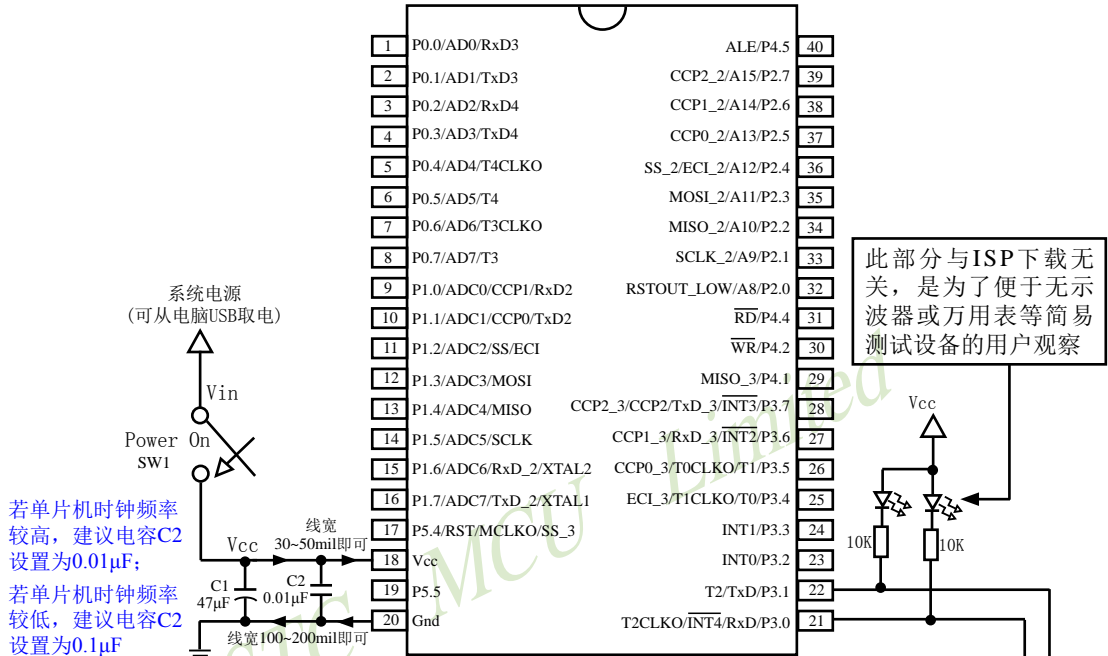 1 P0.0/AD0/RxD3
2 P0.1/AD1/TxD3
3 P0.2/AD2/RxD4
4 P0.3/AD3/TxD4
5 P0.4/AD4/T4CLKO
6 P0.5/AD5/T4
7 P0.6/AD6/T3CLKO
8 P0.7/AD7/T3
9 P1.0/ADC0/CCP1/RxD2
10 P1.1/ADC1/CCP0/TxD2
11 P1.2/ADC2/SS/ECI
12 P1.3/ADC3/MOSI
13 P1.4/ADC4/MISO
14 P1.5/ADC5/SCLK
15 P1.6/ADC6/RxD_2/XTAL2
16 P1.7/ADC7/TxD_2/XTAL1
17 P5.4/RST/MCLKO/SS_3
18 Vcc
19 P5.5
20 Gnd
ALE/P4.5 40
CCP2_2/A15/P2.7 39
CCP1_2/A14/P2.6 38
CCP0_2/A13/P2.5 37
SS_2/ECI_2/A12/P2.4 36
MOSI_2/A11/P2.3 35
MISO_2/A10/P2.2 34
SCLK_2/A9/P2.1 33
RSTOUT_LOW/A8/P2.0 32
RD/P4.4 31
WR/P4.2 30
MISO_3/P4.1 29
CCP2_3/CCP2/TxD_3/INT3/P3.7 28
CCP1_3/RxD_3/INT2/P3.6 27
CCP0_3/T0CLKO/T1/P3.5 26
ECI_3/T1CLKO/T0/P3.4 25
INT1/P3.3 24
INT0/P3.2 23
T2/TxD/P3.1 22
T2CLKO/INT4/RxD/P3.0 21
系统电源
(可从电脑USB取电)
Vin
Power On
SW1
若单片机时钟频率
较高，建议电容C2
设置为0.01μF;
若单片机时钟频率
较低，建议电容C2
设置为0.1μF
Vcc
线宽
30~50mil即可
C1
47μF
C2
0.01μF
线宽100~200mil即可
此部分与ISP下载无
关，是为了便于无示
波器或万用表等简易
测试设备的用户观察
Vcc
10K
10K
STC MCU Limited